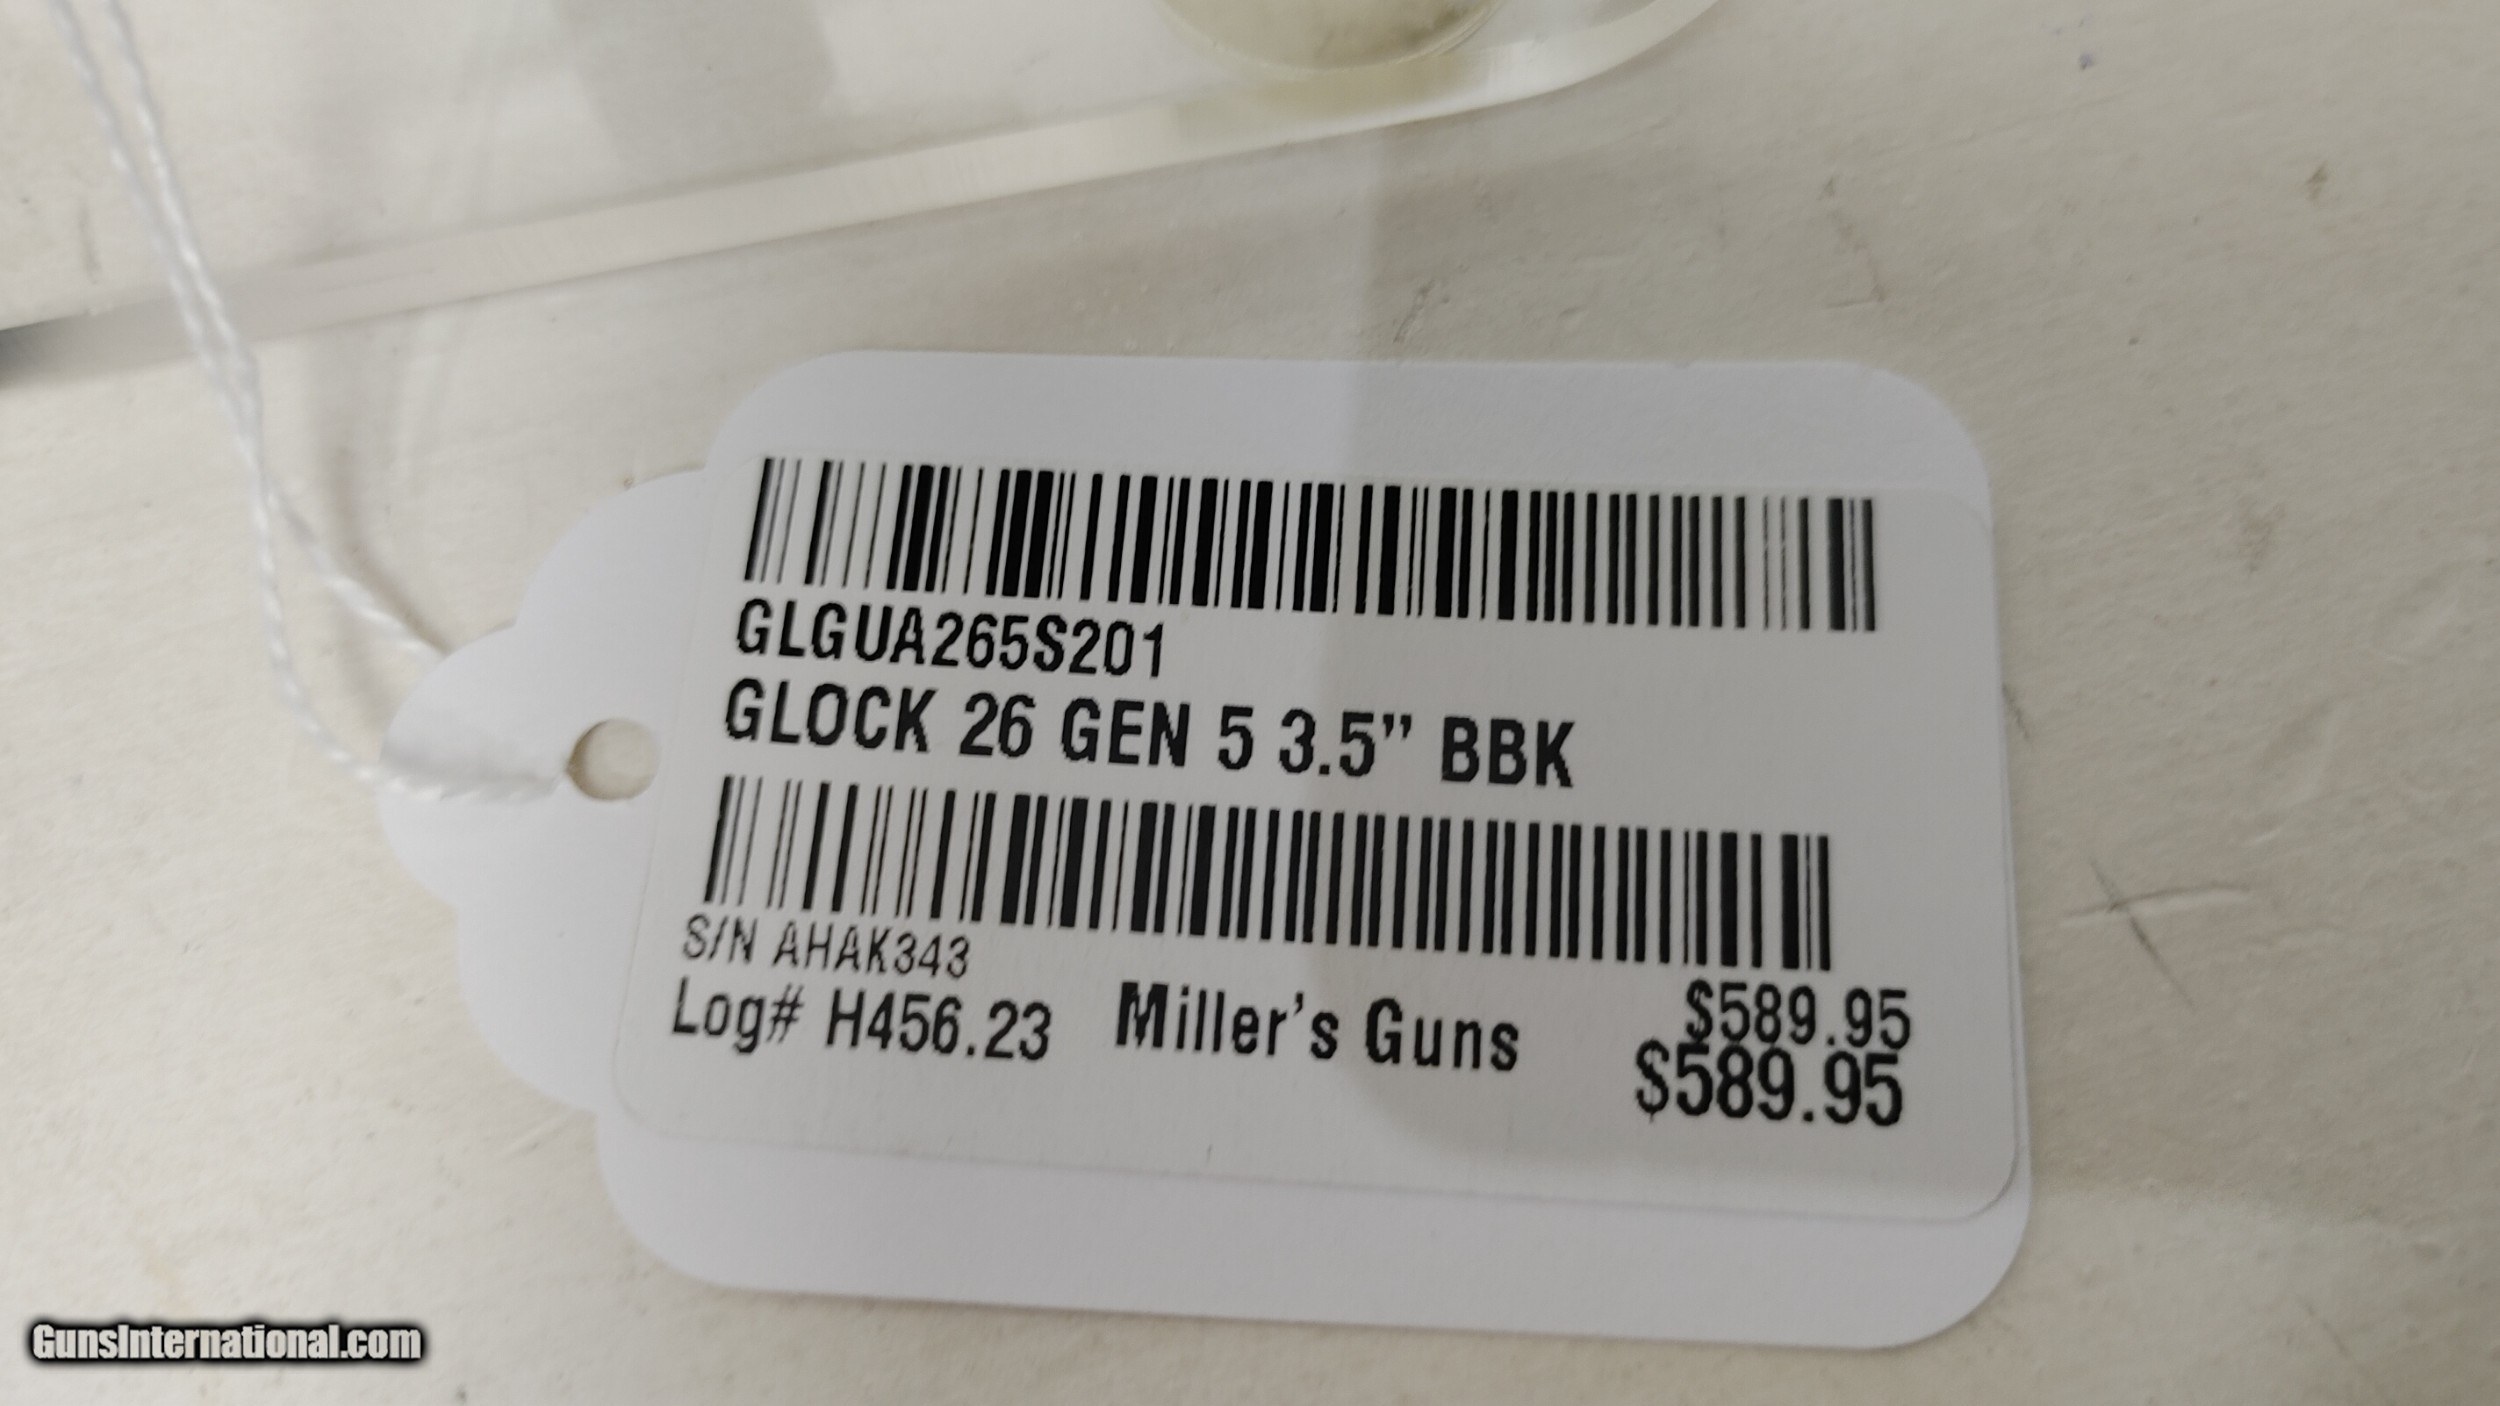 GLGUA265S201
GLOCK 26 GEN 5 3.5” BBK
S/N AHAK343
Log# H456.23 Miller’s Guns $589.95
$589.95
GunsInternational.com